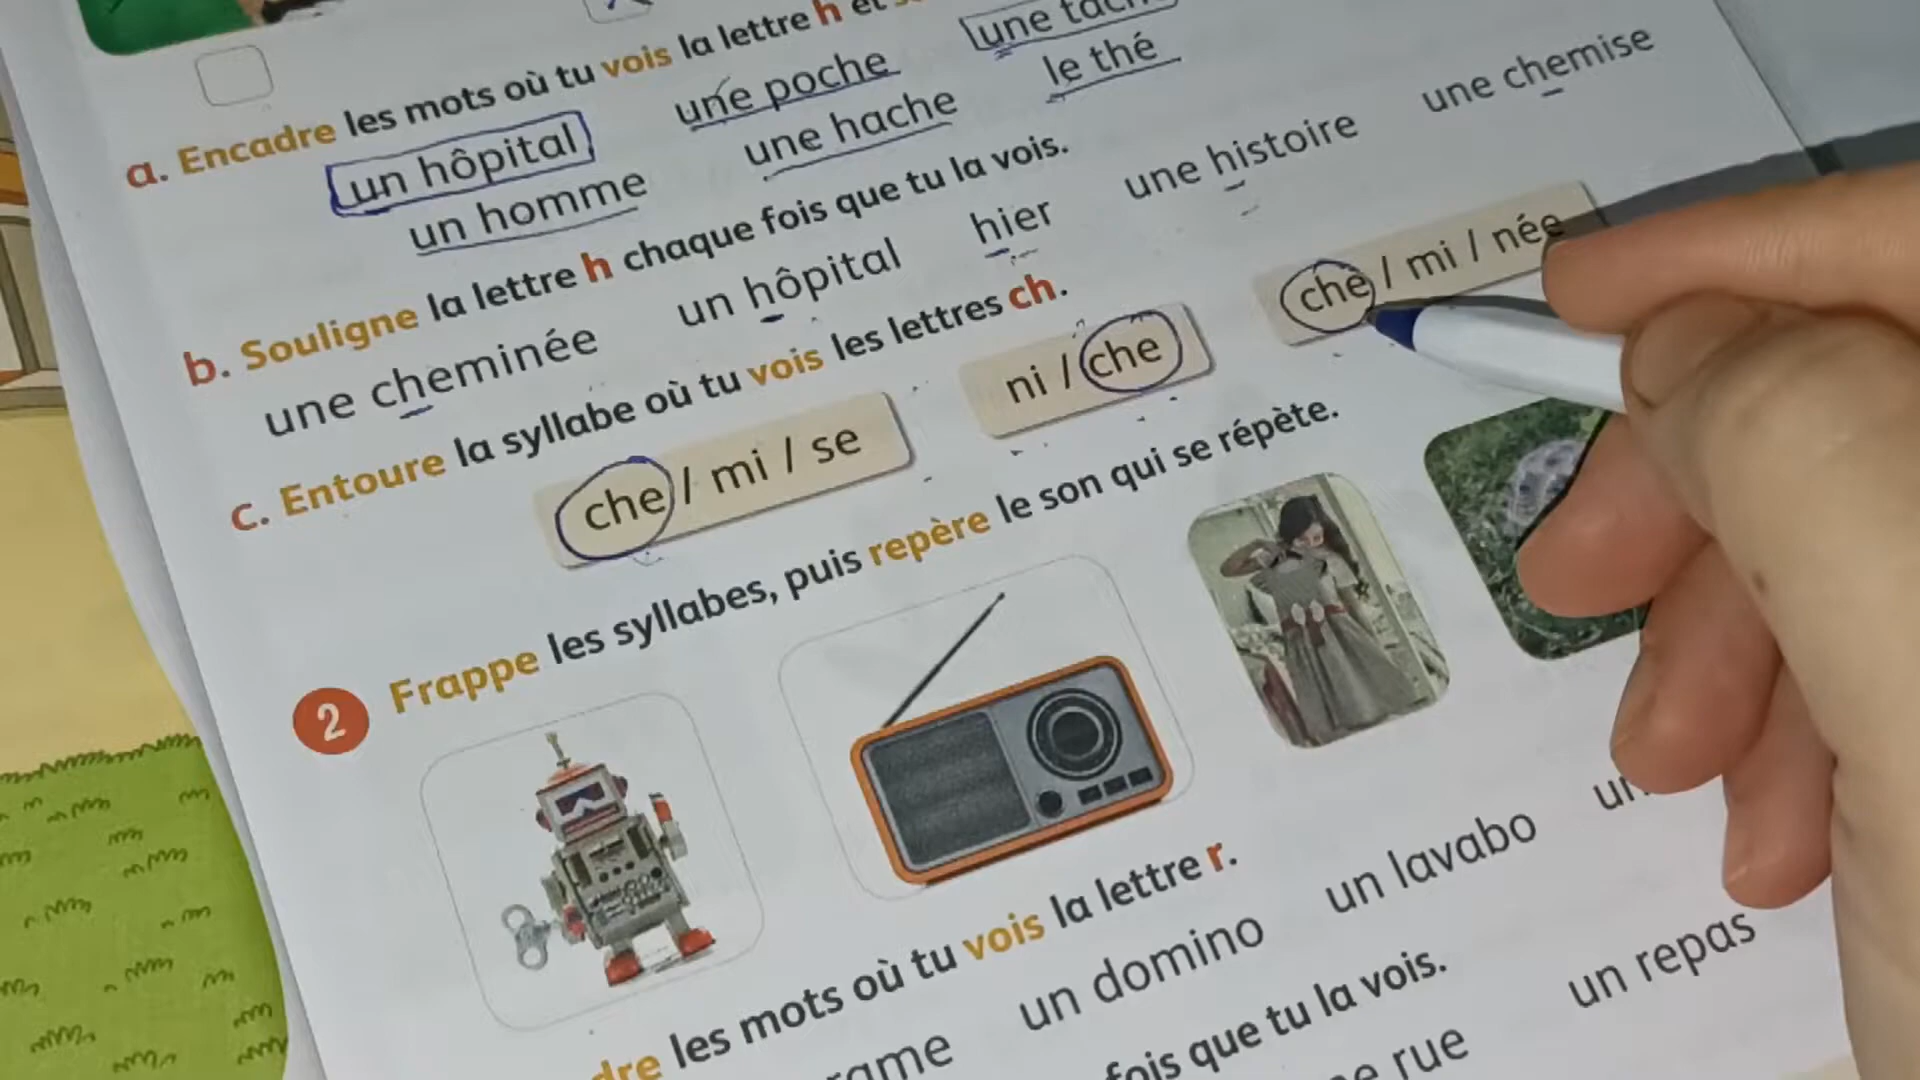 a. Encadre les mots où tu vois la lettre h et
un hôpital une poche une
un homme une hache le thé
b. Souligne la lettre h chaque fois que tu la vois.
une cheminée un hôpital hier une histoire une chemise
c. Entoure la syllabe où tu vois les lettres ch.
che / mi / se ni / che che / mi / née
2 Frappe les syllabes, puis repère le son qui se répète.
les mots où tu vois la lettre r.
un domino un lavabo
fois que tu la vois.
rue un repas